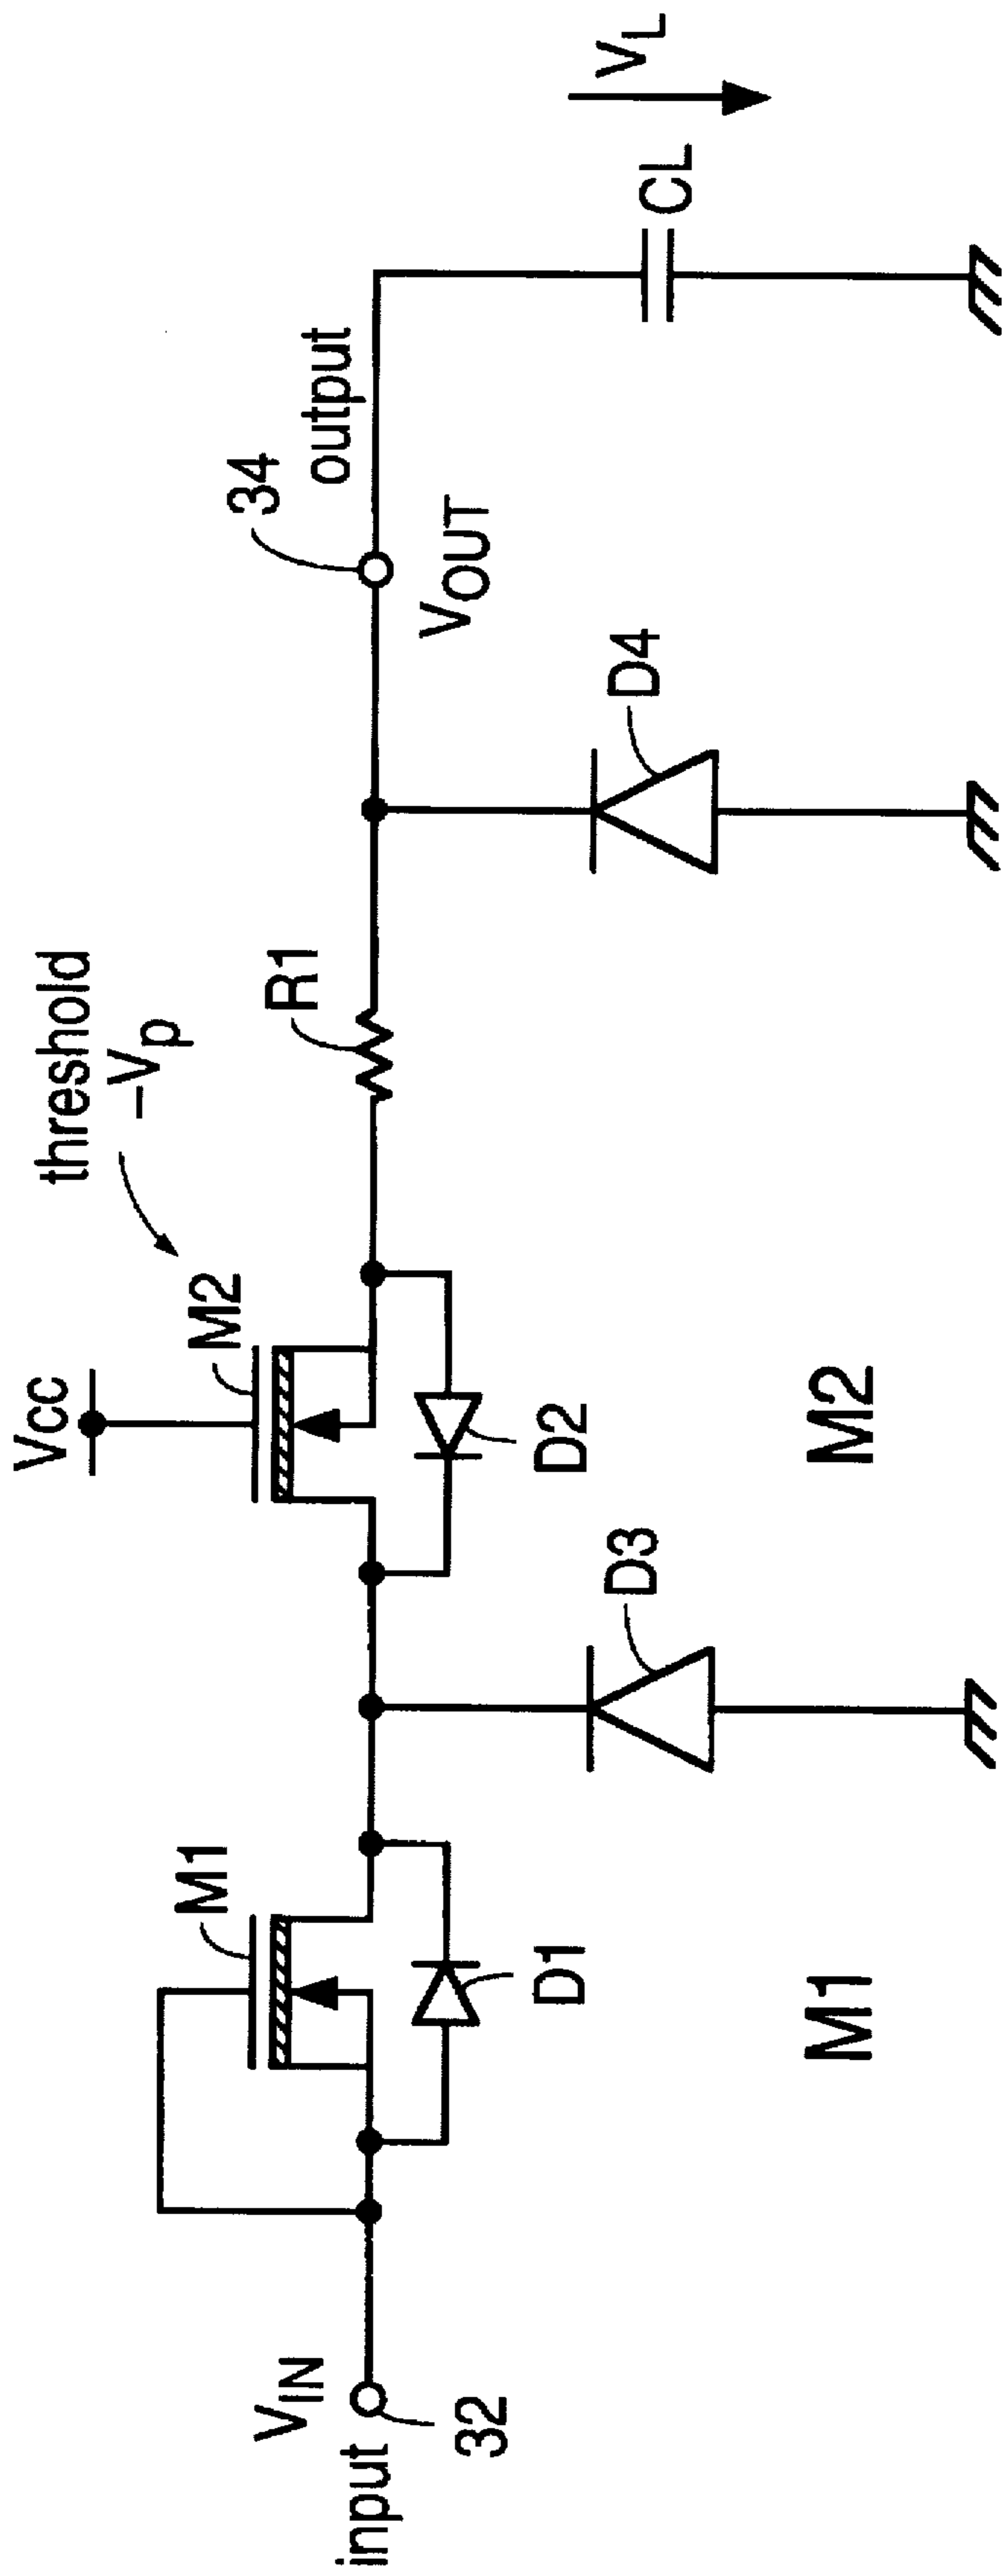 threshold
–Vp
Vcc
M2
R1
34
output
M1
VIN
input
32
D1
D2
D3
D4
VOUT
CL
VL
M1
M2